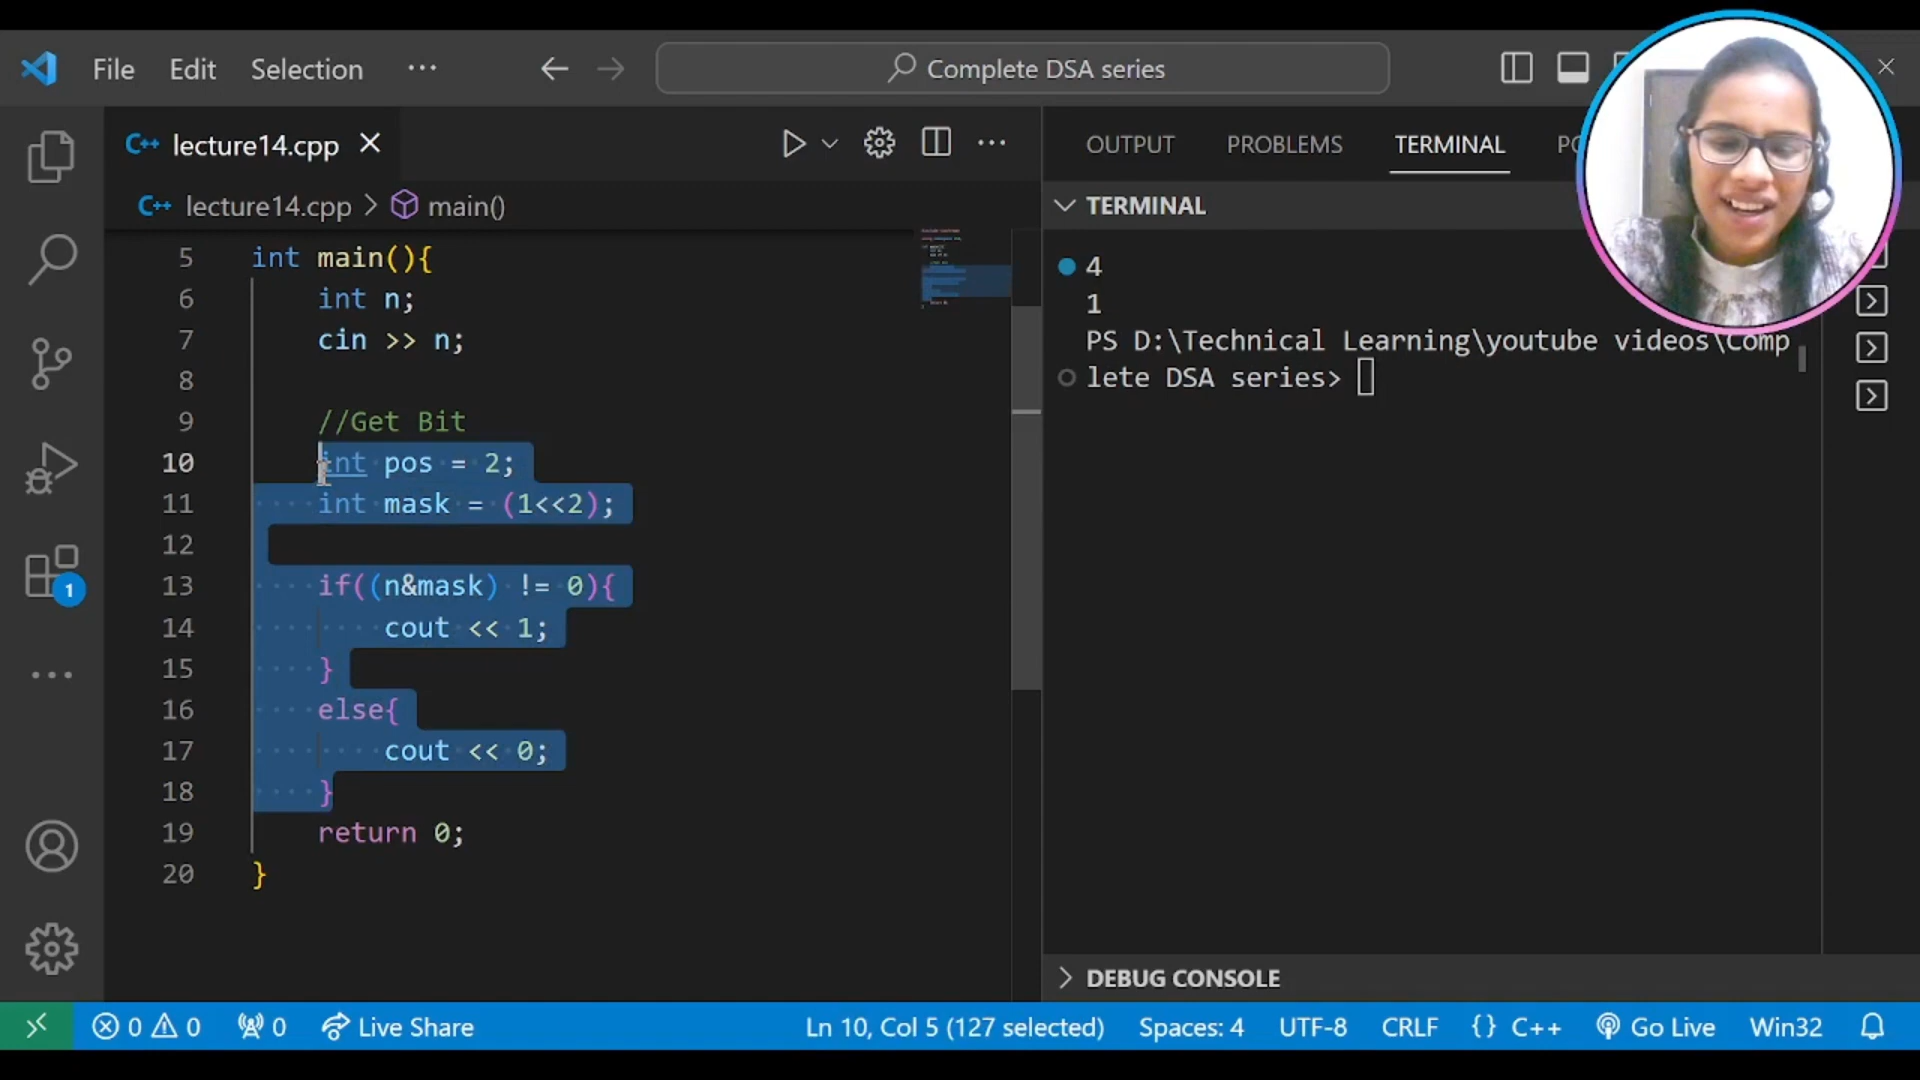 File Edit Selection ··· Complete DSA series
C++ lecture14.cpp
C++ lecture14.cpp > main()
5 int main(){
6 int n;
7 cin >> n;
8
9 //Get Bit
10 int pos = 2;
11 int mask = (1<<2);
12
13 if((n&mask) != 0){
14 cout << 1;
15 }
16 else{
17 cout << 0;
18 }
19 return 0;
20 }
1
OUTPUT PROBLEMS TERMINAL PO
TERMINAL
4
1
PS D:\Technical Learning\youtube videos\Comp
lete DSA series>
DEBUG CONSOLE
0 0 0 Live Share Ln 10, Col 5 (127 selected) Spaces: 4 UTF-8 CRLF {} C++ Go Live Win32